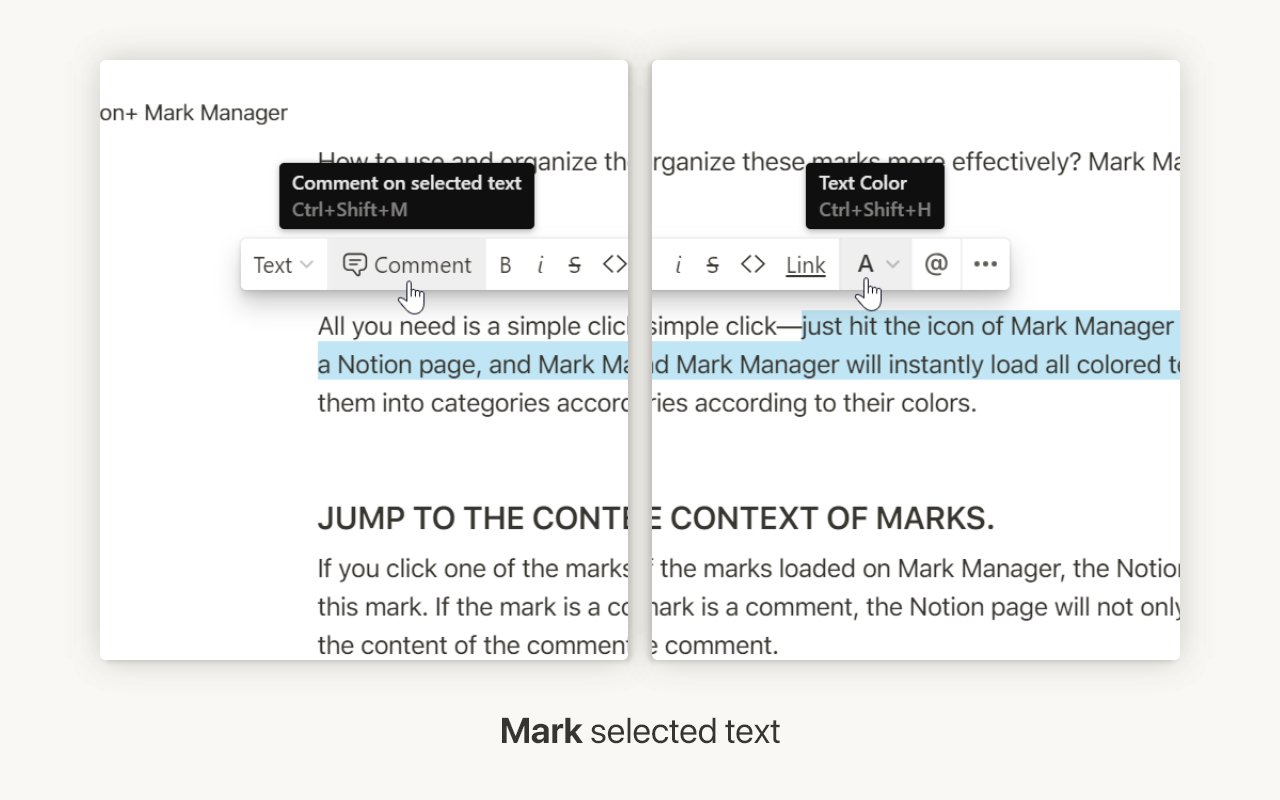 on+ Mark Manager
How to use and organize th
Comment on selected text
Ctrl+Shift+M
Text Comment B i S <>
All you need is a simple clic
a Notion page, and Mark Ma
them into categories accord
JUMP TO THE CONTE
If you click one of the marks
this mark. If the mark is a co
the content of the comment
rganize these marks more effectively? Mark Ma
Text Color
Ctrl+Shift+H
i S <> Link A @ •••
simple click—just hit the icon of Mark Manager
nd Mark Manager will instantly load all colored te
ries according to their colors.
E CONTEXT OF MARKS.
f the marks loaded on Mark Manager, the Notion
mark is a comment, the Notion page will not only
e comment.
Mark selected text